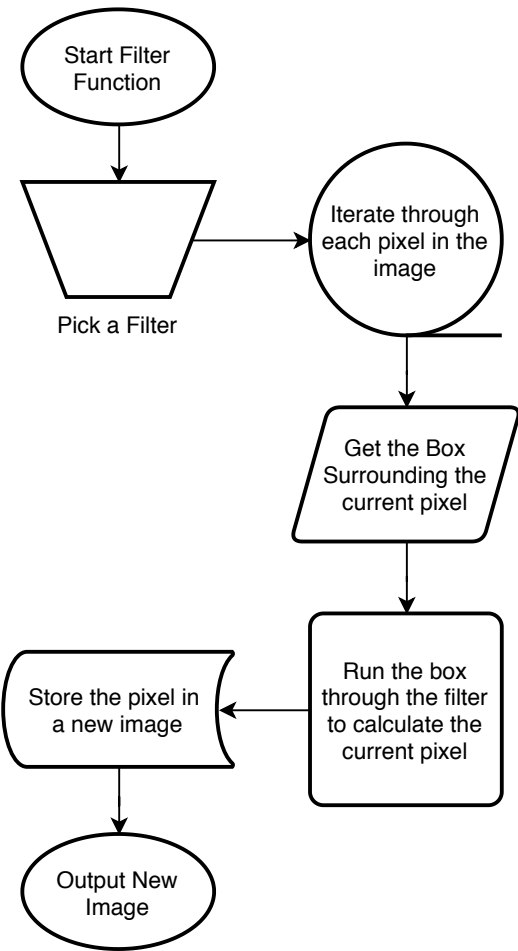 Start Filter
Function
Pick a Filter
Iterate through
each pixel in the
image
Get the Box
Surrounding the
current pixel
Run the box
through the filter
to calculate the
current pixel
Store the pixel in
a new image
Output New
Image